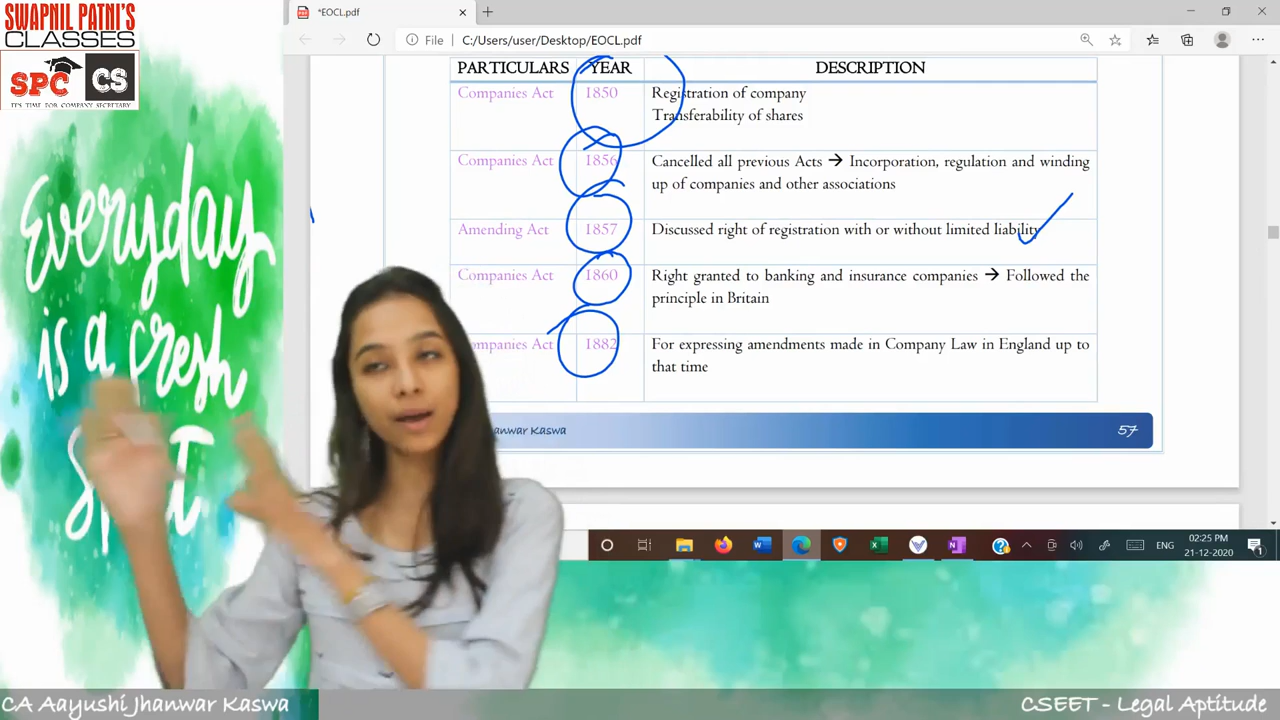 SWAPNIL PATNI'S
CLASSES
SPC CS
IT'S TIME FOR COMPANY SECRETARY
Everyday
is a fresh
*EOCL.pdf
File C:/Users/user/Desktop/EOCL.pdf
PARTICULARS YEAR DESCRIPTION
Companies Act 1850 Registration of company
Transferability of shares
Companies Act 1856 Cancelled all previous Acts → Incorporation, regulation and winding
up of companies and other associations
Amending Act 1857 Discussed right of registration with or without limited liability
Companies Act 1860 Right granted to banking and insurance companies → Followed the
principle in Britain
ompanies Act 1882 For expressing amendments made in Company Law in England up to
that time
anwar Kaswa 57
ENG 02:25 PM
21-12-2020
CA Aayushi Jhanwar Kaswa
CSEET - Legal Aptitude